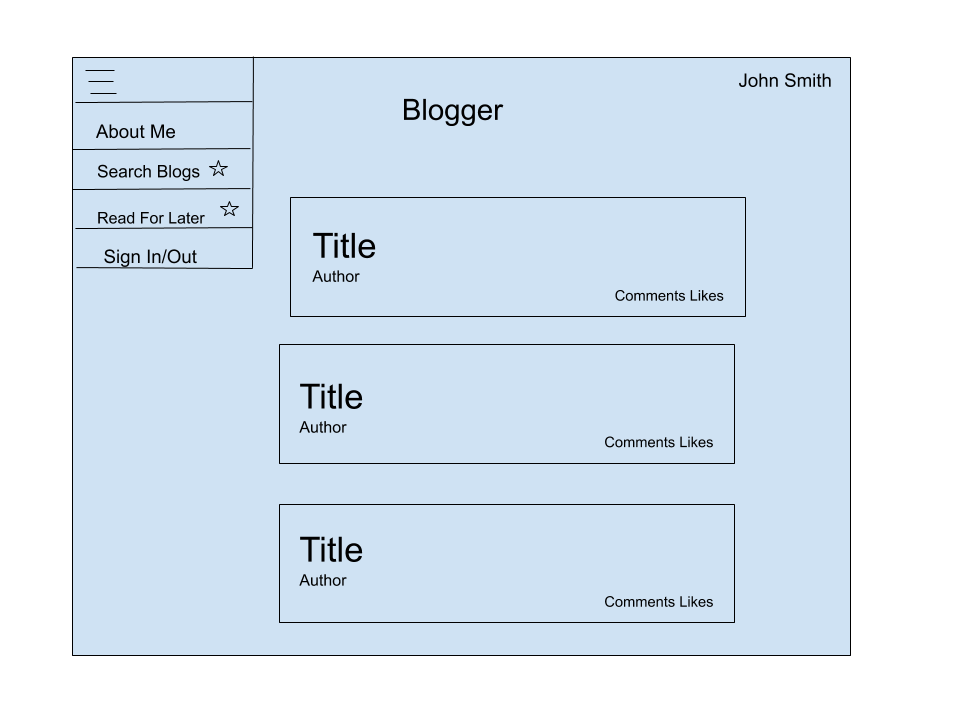 John Smith
Blogger
About Me
Search Blogs
Read For Later
Sign In/Out
Title
Author
Comments Likes
Title
Author
Comments Likes
Title
Author
Comments Likes